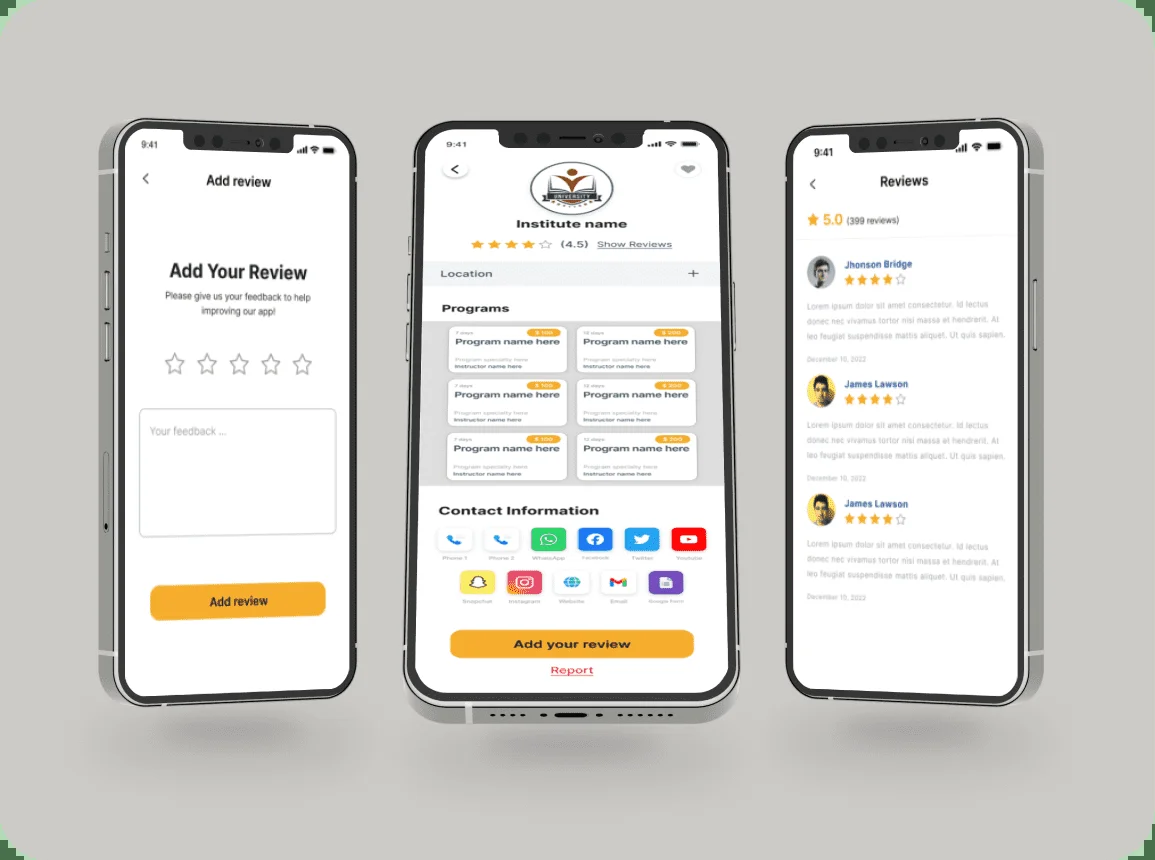 9:41
Add review
Add Your Review
Please give us your feedback to help
improving our app!
Your feedback ...
Add review
9:41
UNIVERSITY
Institute name
(4.5) Show Reviews
Location
Programs
7 days $ 100
Program name here
Program specialty here
Instructor name here
Program name here
Program specialty here
Instructor name here
7 days $ 100
Program name here
Program specialty here
Instructor name here
12 days $ 200
Program name here
Program specialty here
Instructor name here
7 days $ 100
Program name here
Program specialty here
Instructor name here
12 days $ 200
Program name here
Program specialty here
Instructor name here
Contact Information
Phone 1 Phone 2 WhatsApp Facebook Twitter Youtube
Snapchat Instagram Website Email Google Form
Add your review
Report
9:41
Reviews
5.0 (399 reviews)
Jhonson Bridge
Lorem ipsum dolor sit amet consectetur. Id lectus
donec nec vivamus tortor nisi massa et hendrerit. At
leo feugiat suspendisse mattis aliquet. Ut quis sapien.
December 10, 2022
James Lawson
Lorem ipsum dolor sit amet consectetur. Id lectus
donec nec vivamus tortor nisi massa et hendrerit. At
leo feugiat suspendisse mattis aliquet. Ut quis sapien.
December 10, 2022
James Lawson
Lorem ipsum dolor sit amet consectetur. Id lectus
donec nec vivamus tortor nisi massa et hendrerit. At
leo feugiat suspendisse mattis aliquet. Ut quis sapien.
December 10, 2022